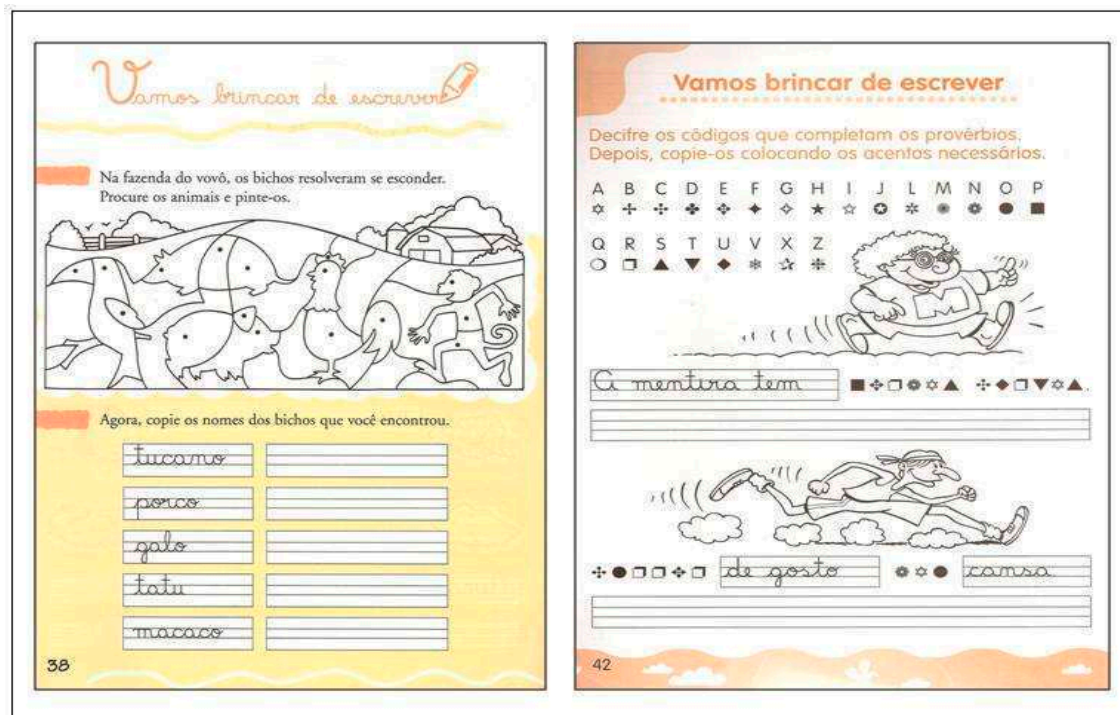 Vamos brincar de escrever
Na fazenda do vovô, os bichos resolveram se esconder.
Procure os animais e pinte-os.
Agora, copie os nomes dos bichos que você encontrou.
tucano
porco
galo
tatu
macaco
38
Vamos brincar de escrever
Decifre os códigos que completam os provérbios.
Depois, copie-os colocando os acentos necessários.
A B C D E F G H I J L M N O P
Q R S T U V X Z
M
A mentira tem
de gosto cansa
42